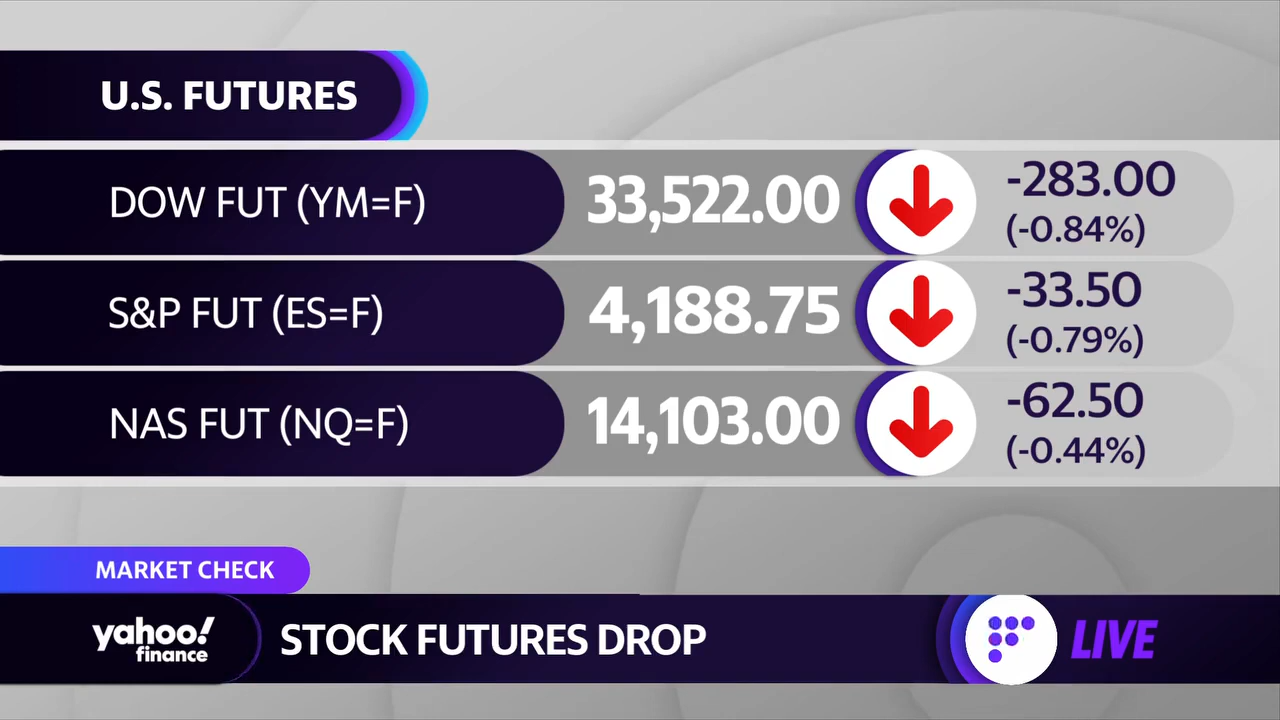 U.S. FUTURES
DOW FUT (YM=F) 33,522.00 -283.00
(-0.84%)
S&P FUT (ES=F) 4,188.75 -33.50
(-0.79%)
NAS FUT (NQ=F) 14,103.00 -62.50
(-0.44%)
MARKET CHECK
yahoo!
finance
STOCK FUTURES DROP
LIVE